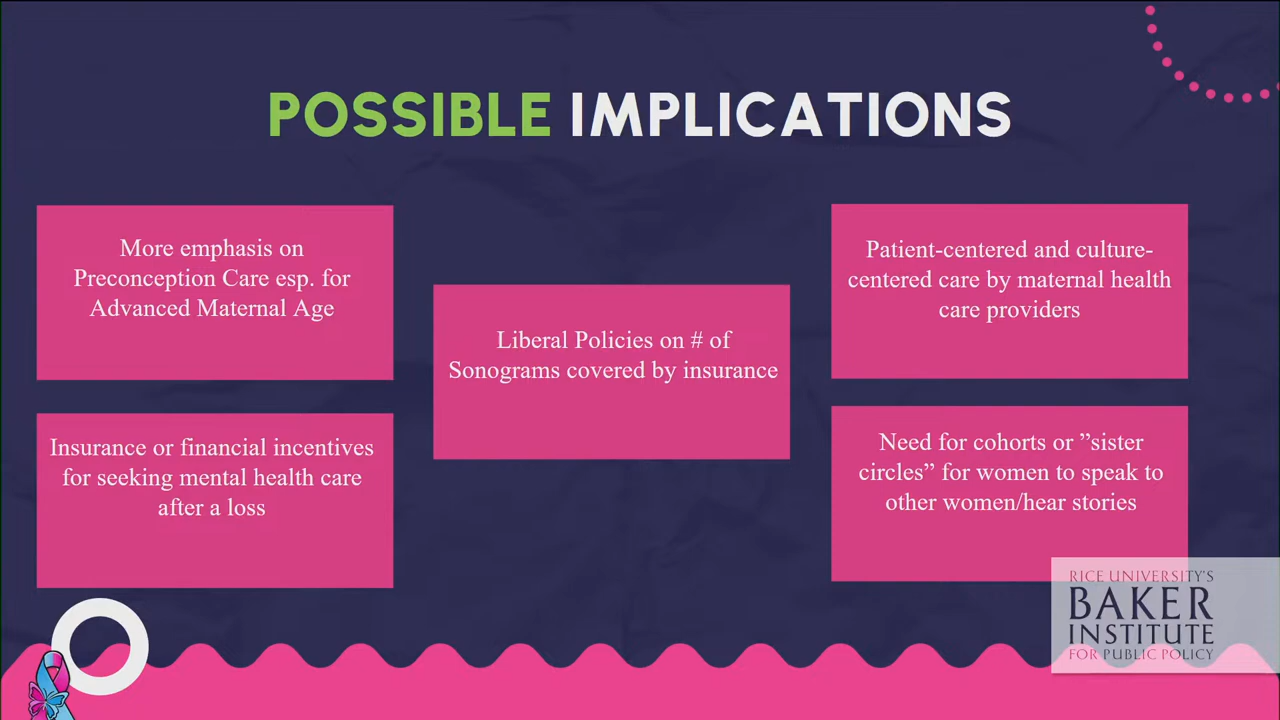 POSSIBLE IMPLICATIONS
More emphasis on
Preconception Care esp. for
Advanced Maternal Age
Insurance or financial incentives
for seeking mental health care
after a loss
Liberal Policies on # of
Sonograms covered by insurance
Patient-centered and culture-
centered care by maternal health
care providers
Need for cohorts or ”sister
circles” for women to speak to
other women/hear stories
RICE UNIVERSITY'S
BAKER
INSTITUTE
FOR PUBLIC POLICY